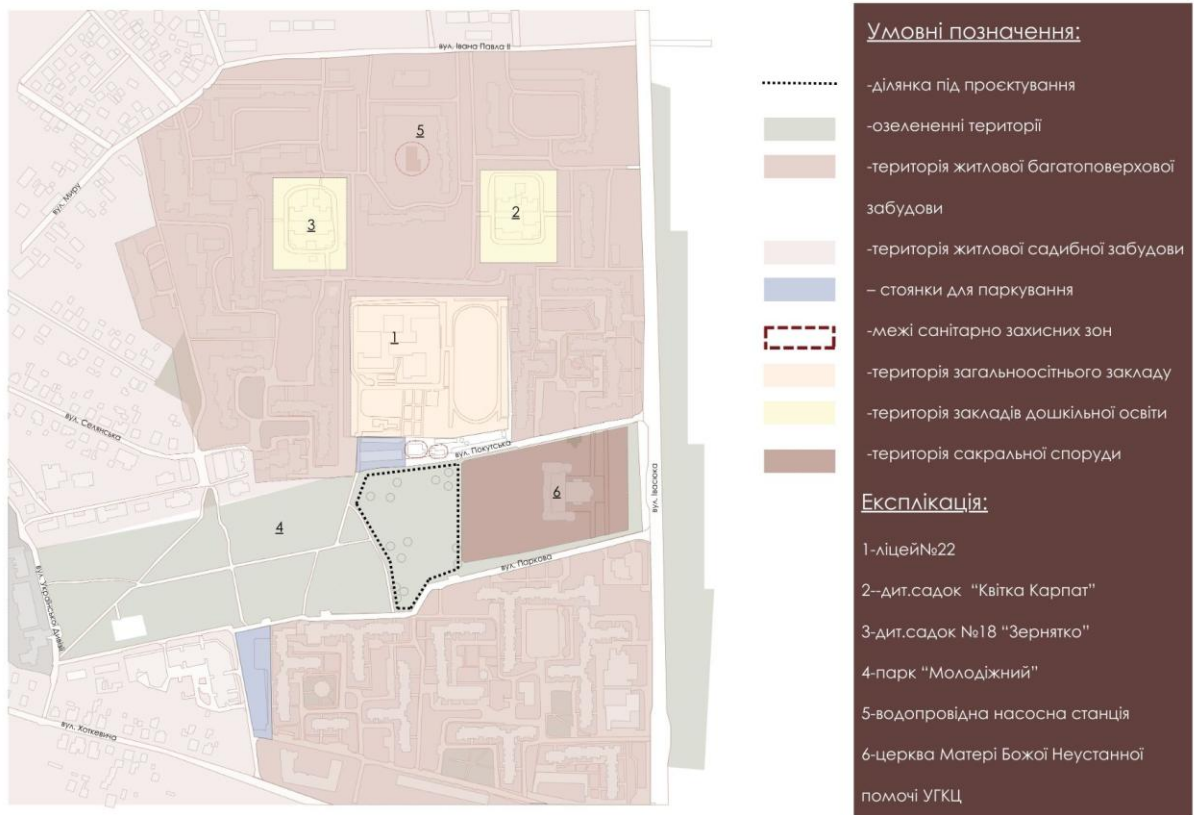 вул. Івана Павла ІІ
вул. Миру
5
3
2
1
вул. Селянська
вул. Покутська
вул. Івасюка
6
4
вул. Паркова
вул. Української Дивізії
вул. Хоткевича
Умовні позначення:
-ділянка під проєктування
-озелененні території
-територія житлової багатоповерхової
забудови
-територія житлової садибної забудови
– стоянки для паркування
-межі санітарно захисних зон
-територія загальноосітнього закладу
-територія закладів дошкільної освіти
-територія сакральної споруди
Експлікація:
1-ліцей№22
2--дит.садок "Квітка Карпат"
3-дит.садок №18 "Зернятко"
4-парк "Молодіжний"
5-водопровідна насосна станція
6-церква Матері Божої Неустанної
помочі УГКЦ